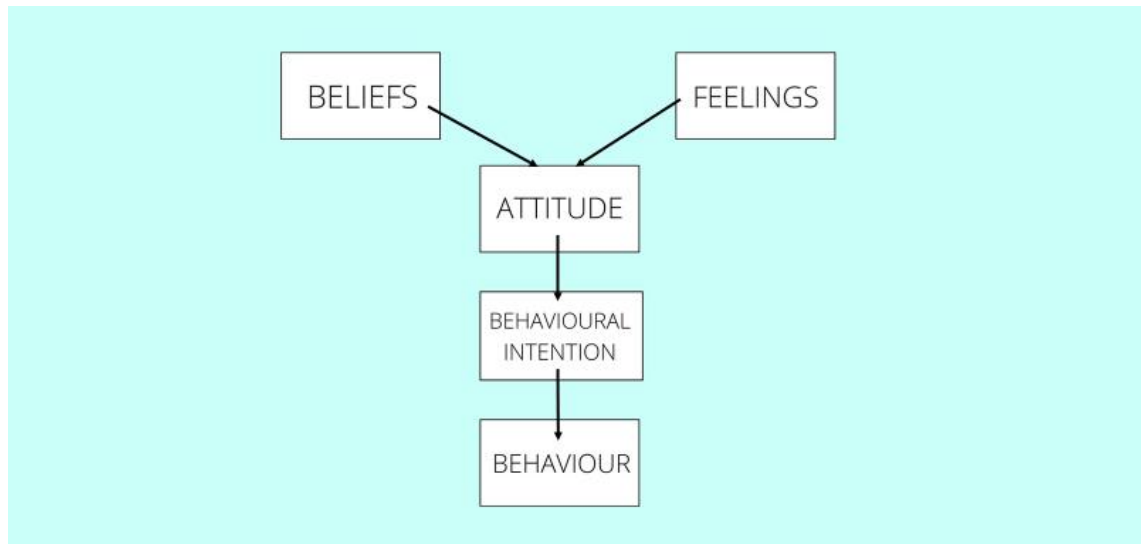 BELIEFS
FEELINGS
ATTITUDE
BEHAVIOURAL
INTENTION
BEHAVIOUR